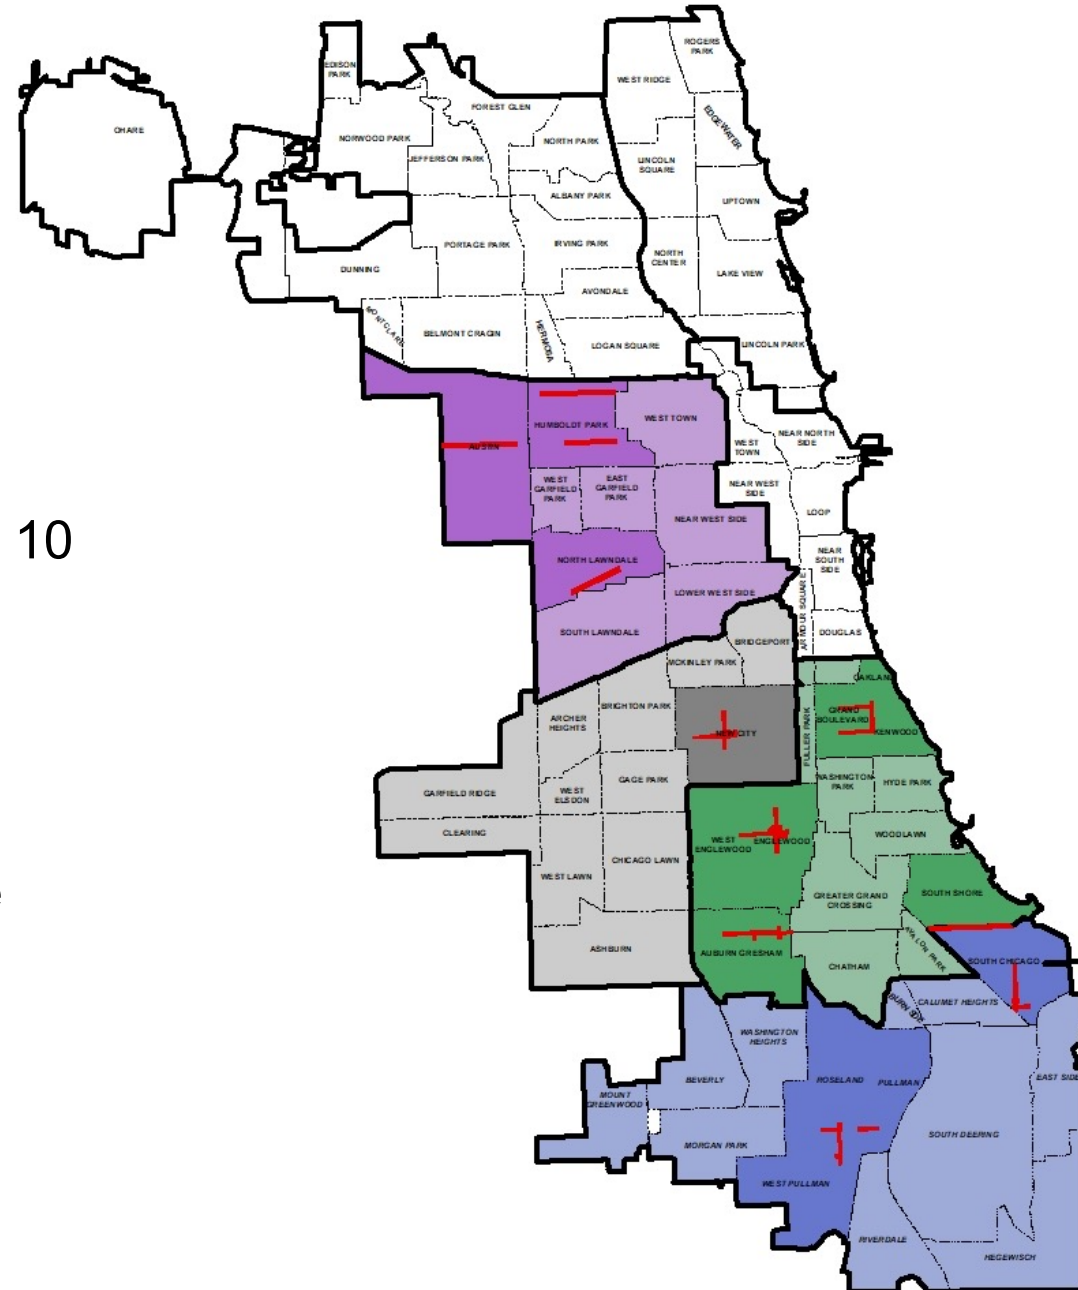 ROGERS
PARK
EDISON
PARK
WEST RIDGE
FOREST GLEN
OHARE
EDGEWATER
NORWOOD PARK
NORTH PARK
JEFFERSON PARK
LINCOLN
SQUARE
ALBANY PARK
UPTOWN
PORTAGE PARK
IRVING PARK
NORTH
CENTER
DUNNING
LAKE VIEW
AVONDALE
MONTCLARE
BELMONT CRAGIN
HERMOSA
LOGAN SQUARE
LINCOLN PARK
HUMBOLDT PARK
WEST TOWN
AUSTIN
WEST
TOWN
NEAR NORTH
SIDE
WEST
GARFIELD
PARK
EAST
GARFIELD
PARK
NEAR WEST
SIDE
LOOP
NEAR WEST SIDE
10
NORTH LAWNDALE
NEAR
SOUTH
SIDE
LOWER WEST SIDE
ARMOUR SQUARE
SOUTH LAWNDALE
DOUGLAS
BRIDGEPORT
MCKINLEY PARK
OAKLAND
BRIGHTON PARK
ARCHER
HEIGHTS
GRAND
BOULEVARD
KENWOOD
NEW CITY
FULLER PARK
GAGE PARK
WASHINGTON
PARK
HYDE PARK
GARFIELD RIDGE
WEST
ELSDON
CLEARING
WEST
ENGLEWOOD
ENGLEWOOD
WOODLAWN
CHICAGO LAWN
WEST LAWN
GREATER GRAND
CROSSING
SOUTH SHORE
ASHBURN
AUBURN GRESHAM
AVALON PARK
CHATHAM
SOUTH CHICAGO
BURNSIDE
CALUMET HEIGHTS
WASHINGTON
HEIGHTS
BEVERLY
ROSELAND
PULLMAN
EAST SIDE
MOUNT
GREENWOOD
SOUTH DEERING
MORGAN PARK
WEST PULLMAN
RIVERDALE
HEGEWISCH